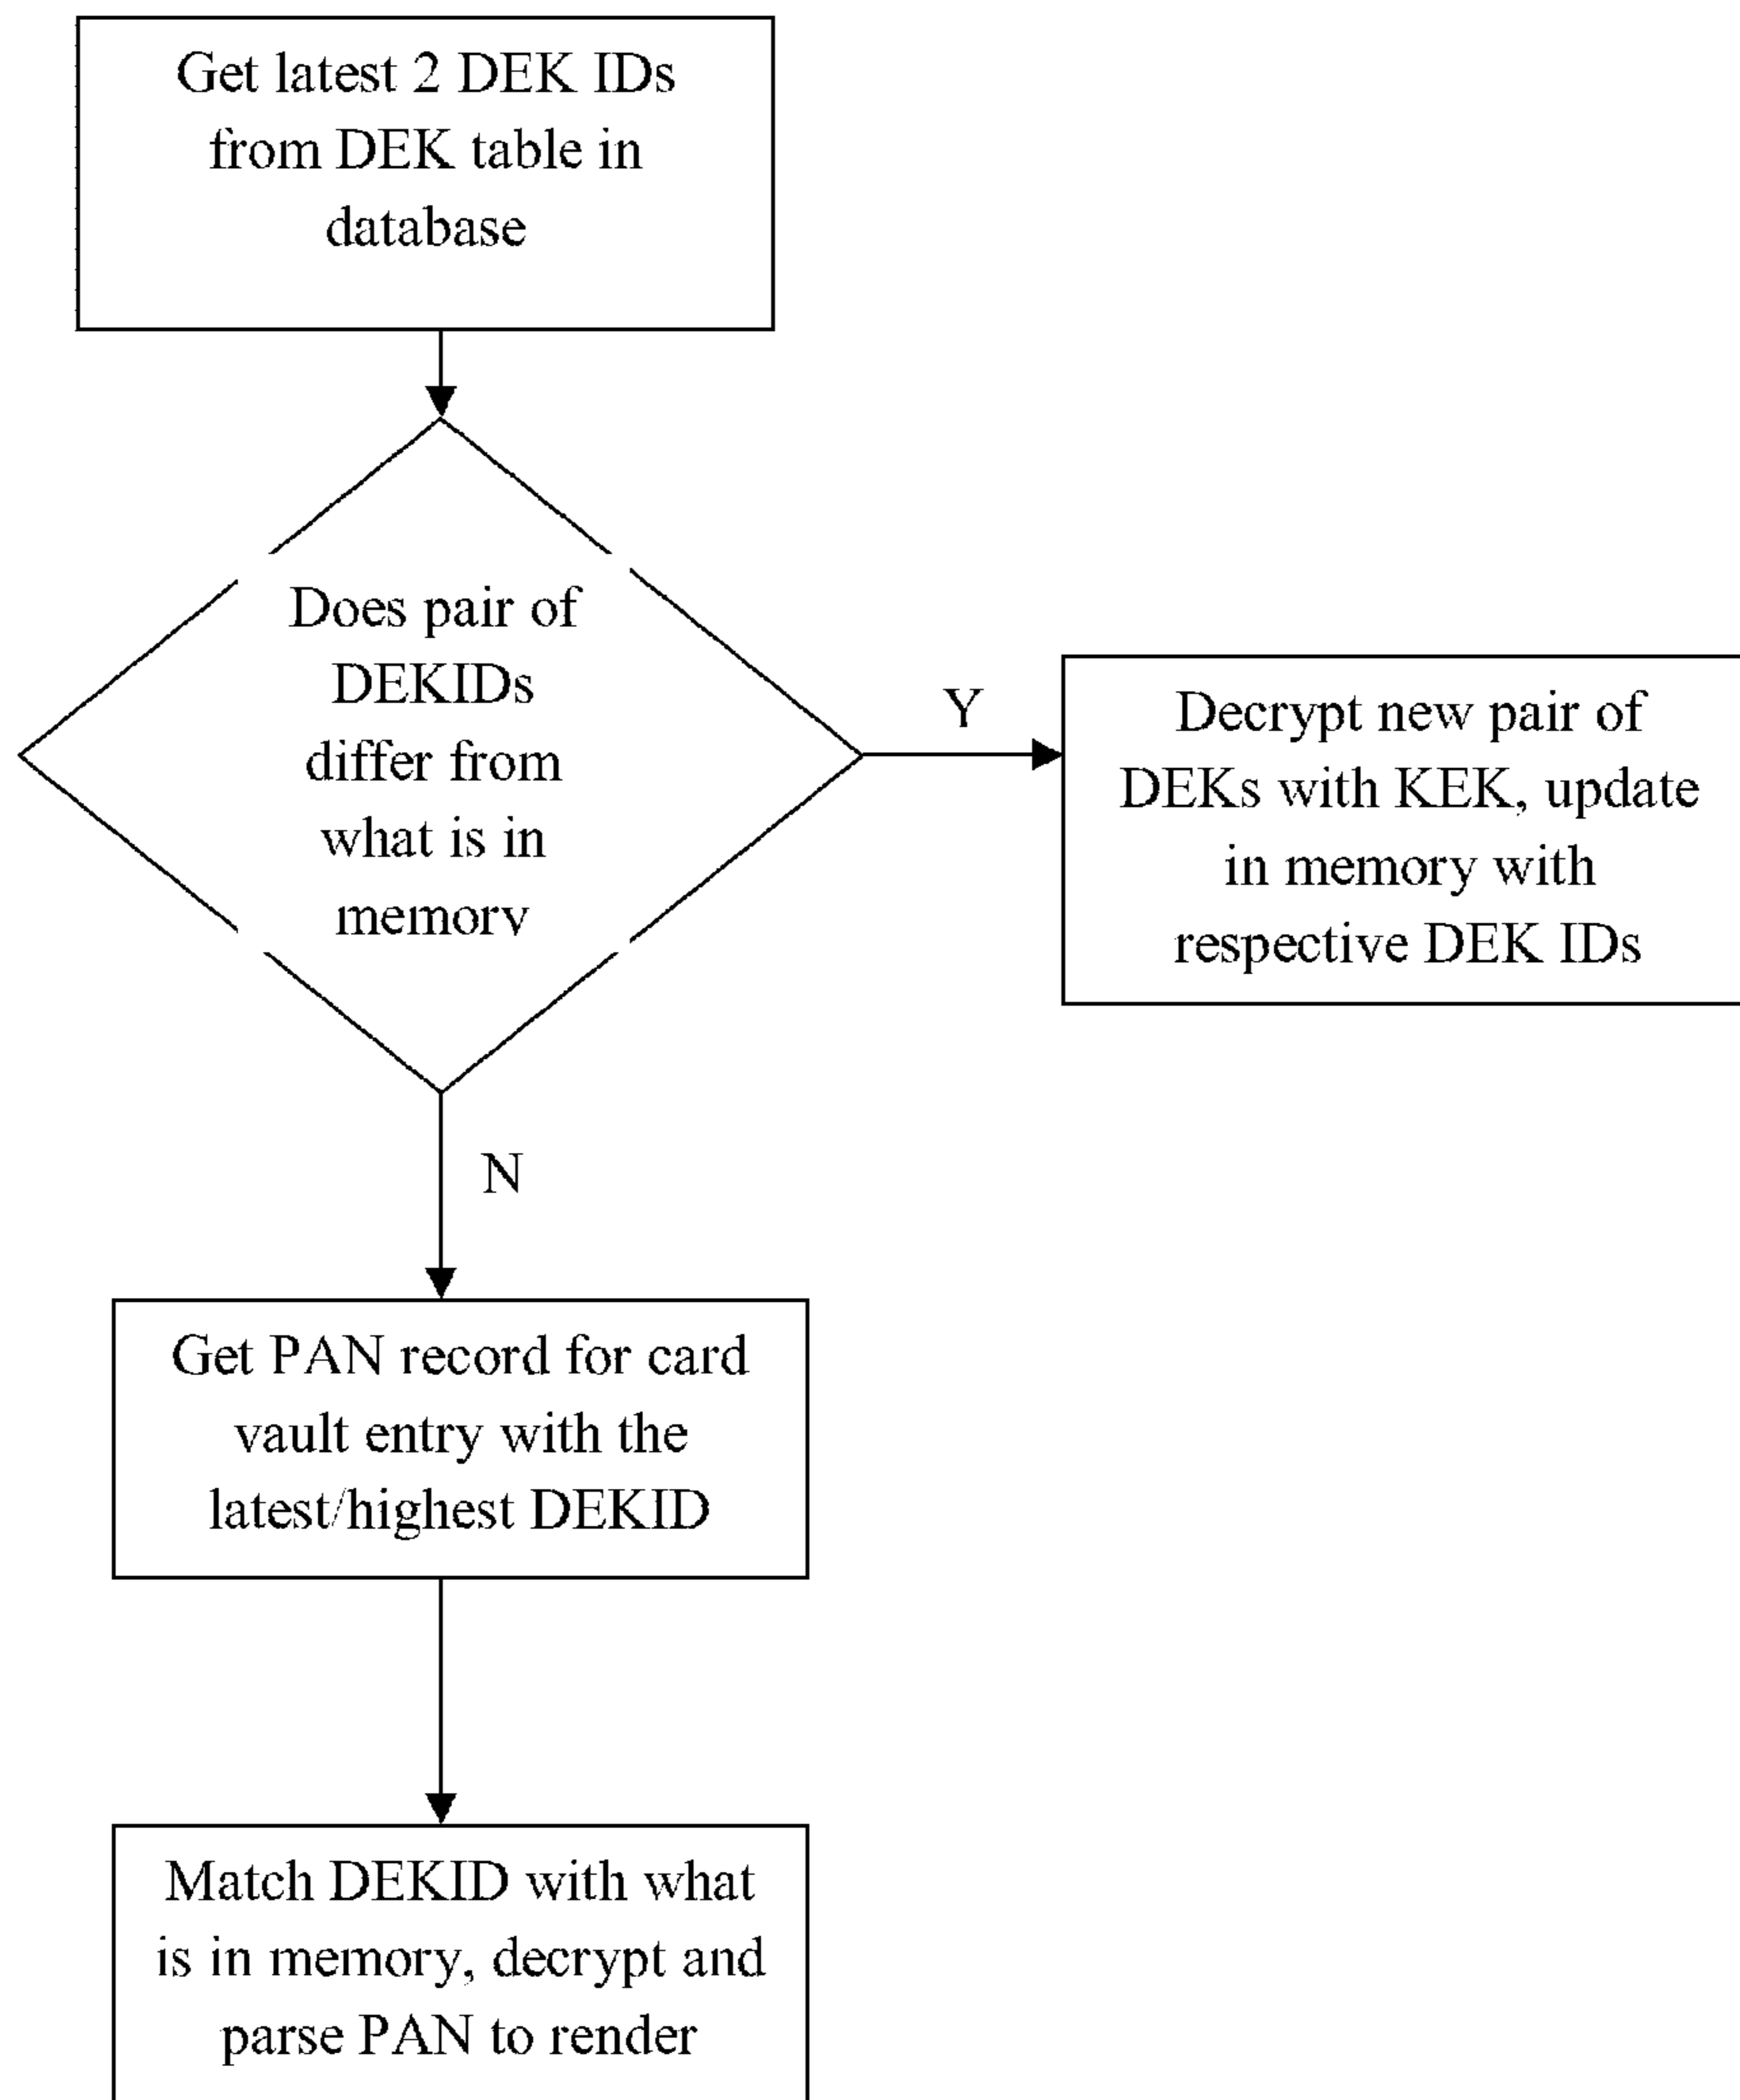 Get latest 2 DEK IDs
from DEK table in
database
Does pair of
DEKIDs
differ from
what is in
memory
Y
Decrypt new pair of
DEKs with KEK, update
in memory with
respective DEK IDs
N
Get PAN record for card
vault entry with the
latest/highest DEKID
Match DEKID with what
is in memory, decrypt and
parse PAN to render